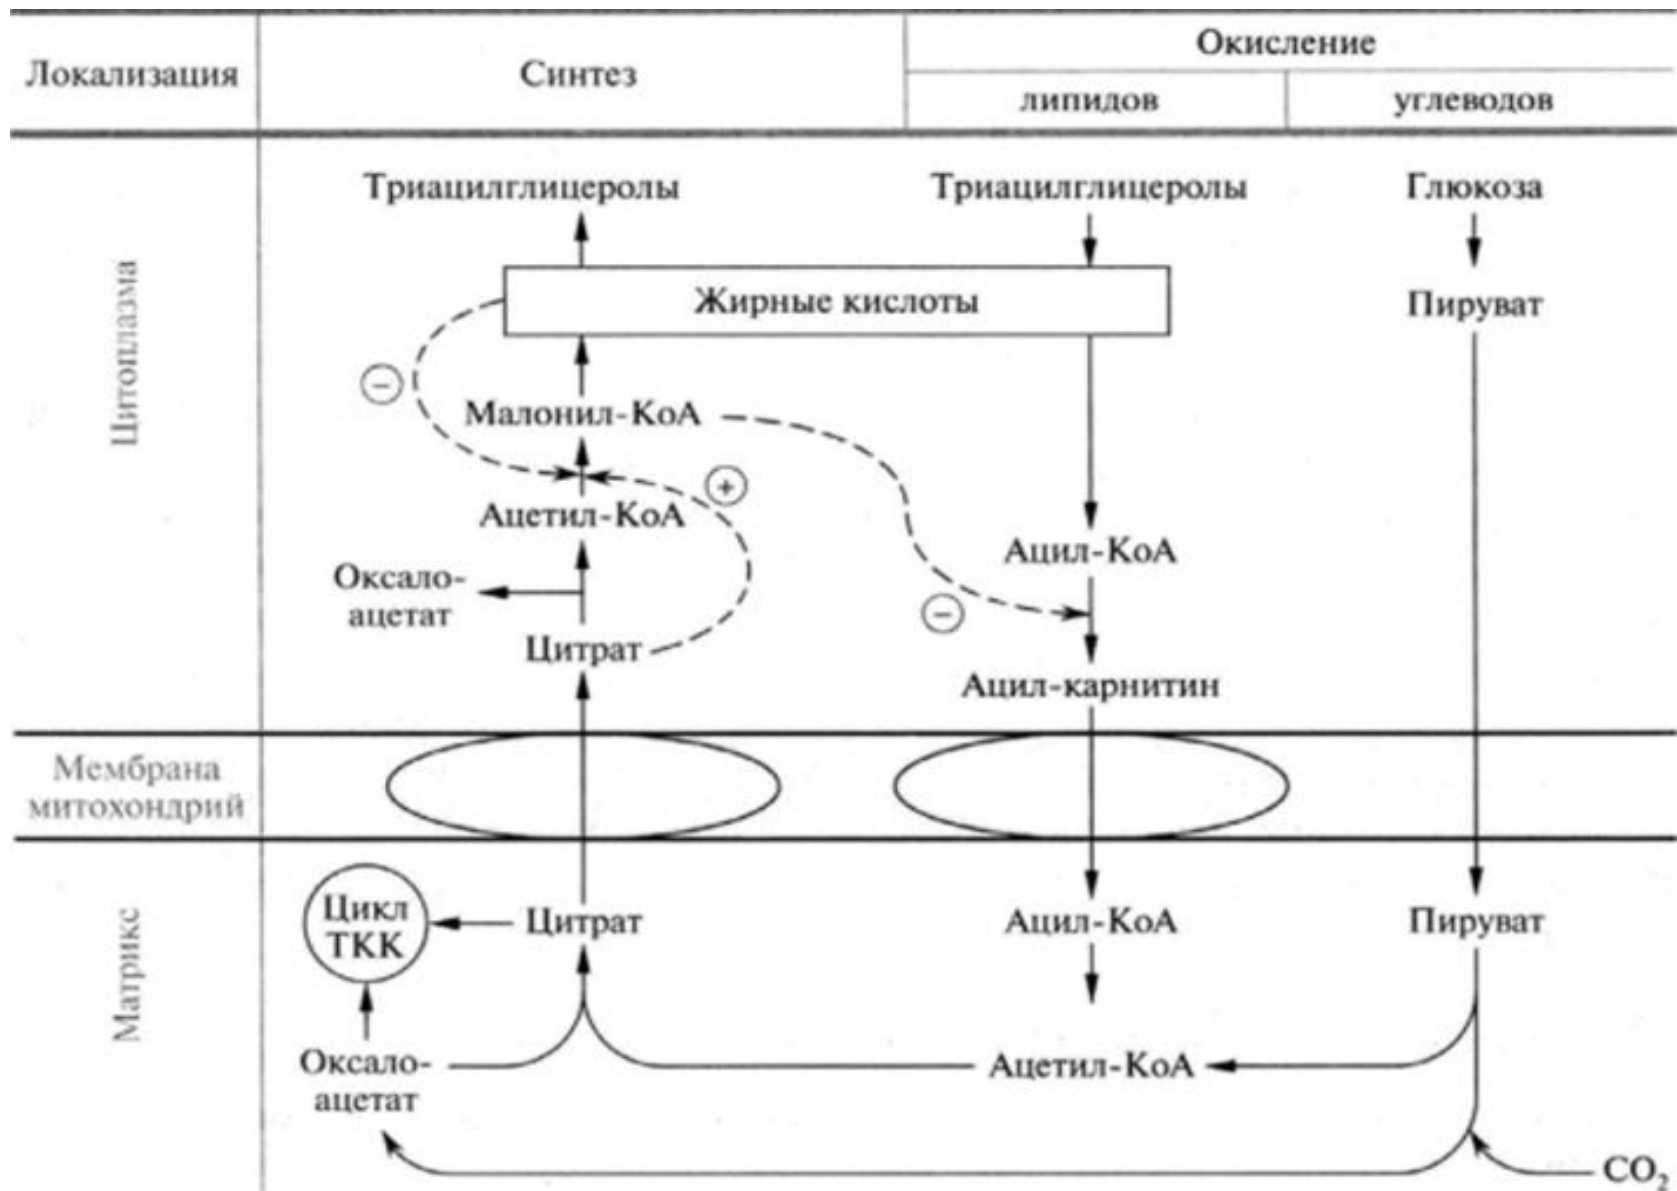 Локализация
Синтез
Окисление
липидов
углеводов
Цитоплазма
Триацилглицеролы
Триацилглицеролы
Глюкоза
Жирные кислоты
Пируват
−
Малонил-КоА
+
Ацетил-КоА
Ацил-КоА
Оксало-
ацетат
−
Цитрат
Ацил-карнитин
Мембрана
митохондрий
Матрикс
Цикл
ТКК
Цитрат
Ацил-КоА
Пируват
Оксало-
ацетат
Ацетил-КоА
CO₂